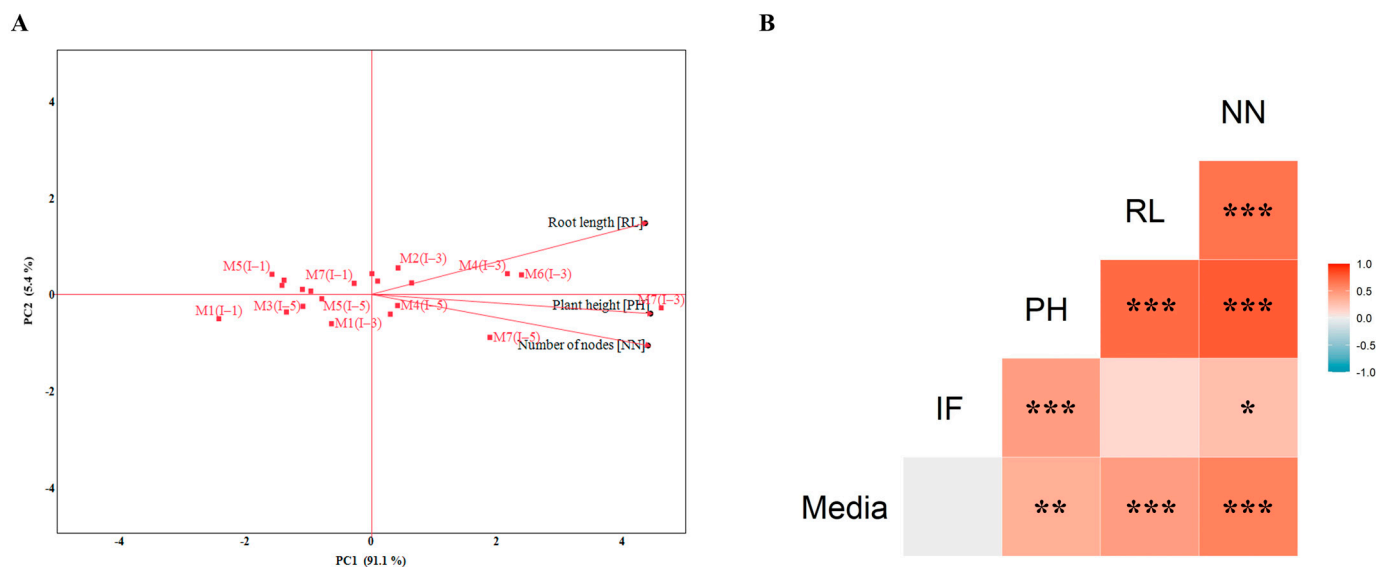 A
4
2
0
-2
-4
PC2 (5.4 %)
-4
-2
0
2
4
PC1 (91.1 %)
Root length [RL]
M2(I–3)
M5(I–1)
M7(I–1)
M4(I–3)
M6(I–3)
M1(I–1)
M3(I–5)
M5(I–5)
M4(I–5)
Plant height [PH]
M7(I–3)
M1(I–3)
M7(I–5)
Number of nodes [NN]
B
NN
RL
***
PH
***
***
IF
***
*
Media
**
***
***
1.0
0.5
0.0
-0.5
-1.0